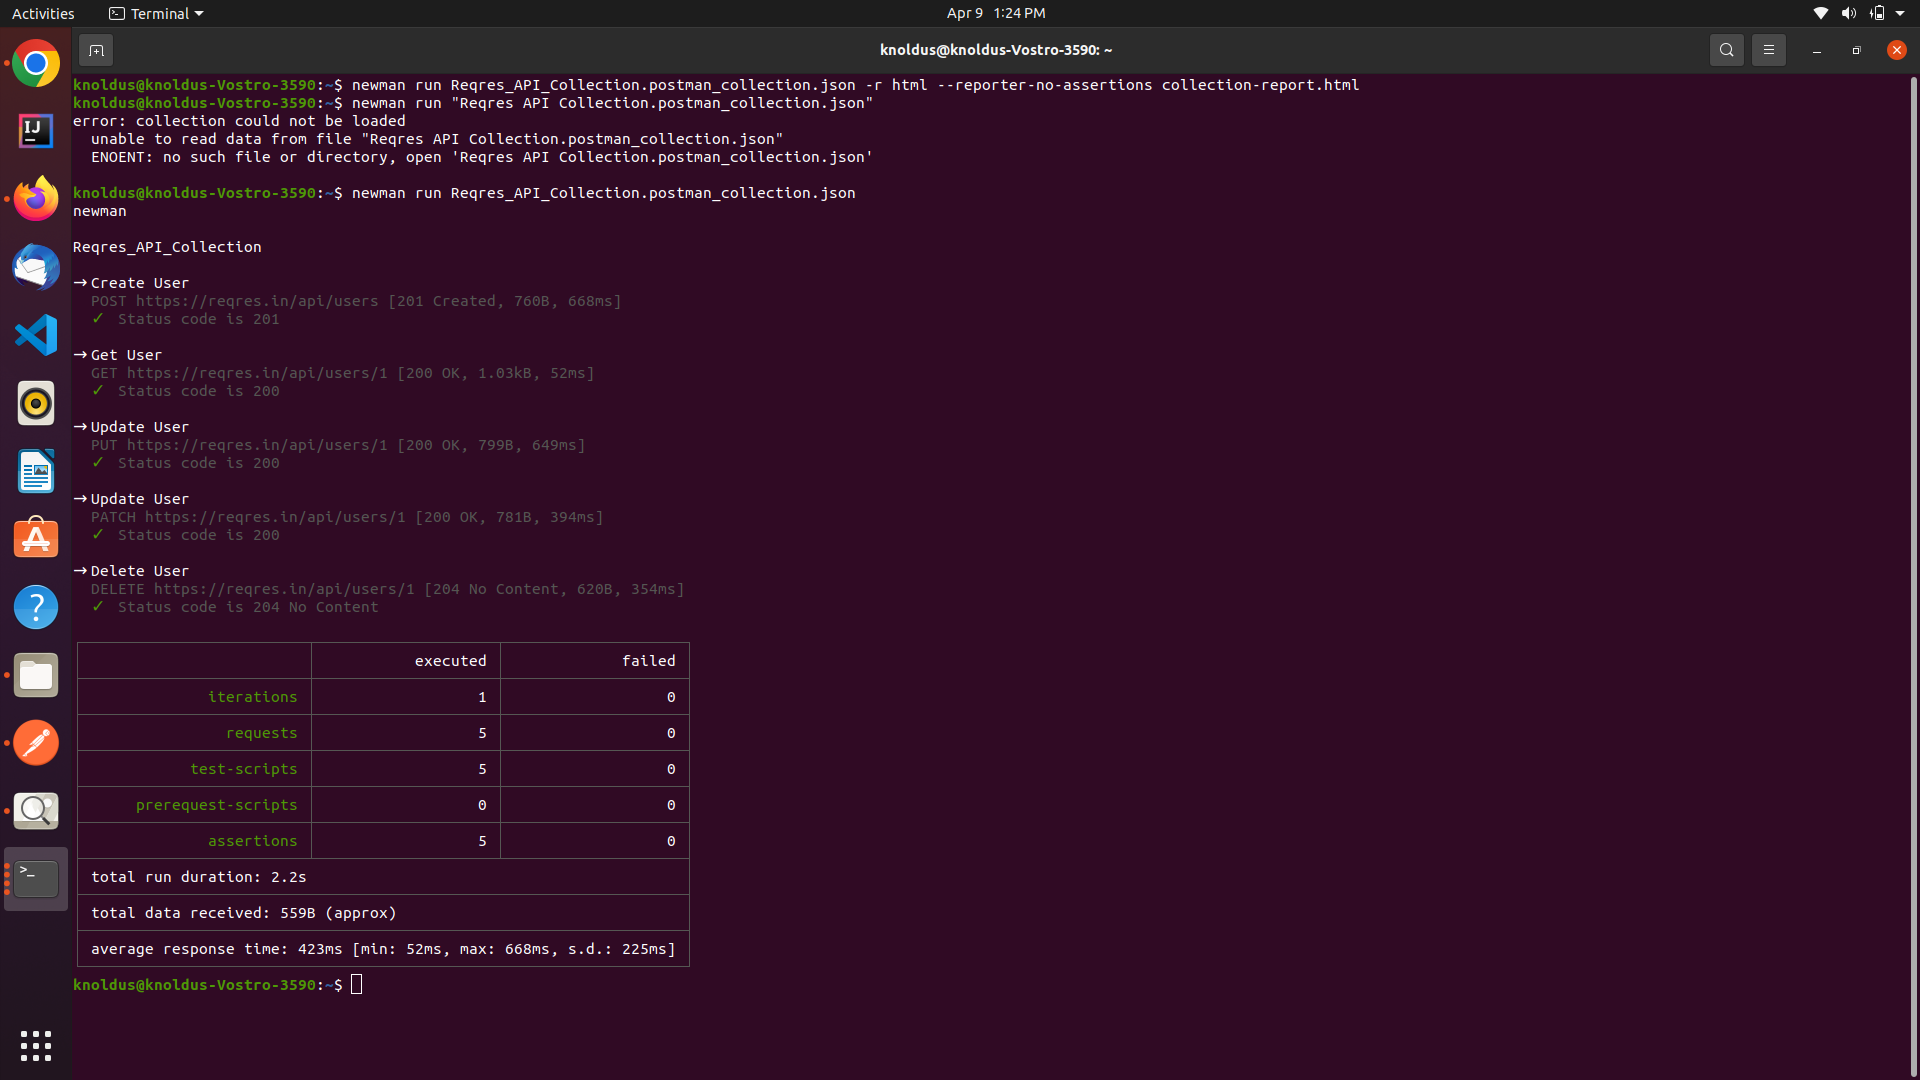 Activities
Terminal
Apr 9 1:24 PM
knoldus@knoldus-Vostro-3590: ~
knoldus@knoldus-Vostro-3590:~$ newman run Reqres_API_Collection.postman_collection.json -r html --reporter-no-assertions collection-report.html
knoldus@knoldus-Vostro-3590:~$ newman run "Reqres API Collection.postman_collection.json"
error: collection could not be loaded
unable to read data from file "Reqres API Collection.postman_collection.json"
ENOENT: no such file or directory, open 'Reqres API Collection.postman_collection.json'
knoldus@knoldus-Vostro-3590:~$ newman run Reqres_API_Collection.postman_collection.json
newman
Reqres_API_Collection
→ Create User
POST https://reqres.in/api/users [201 Created, 760B, 668ms]
✓ Status code is 201
→ Get User
GET https://reqres.in/api/users/1 [200 OK, 1.03kB, 52ms]
✓ Status code is 200
→ Update User
PUT https://reqres.in/api/users/1 [200 OK, 799B, 649ms]
✓ Status code is 200
→ Update User
PATCH https://reqres.in/api/users/1 [200 OK, 781B, 394ms]
✓ Status code is 200
→ Delete User
DELETE https://reqres.in/api/users/1 [204 No Content, 620B, 354ms]
✓ Status code is 204 No Content
executed failed
iterations 1 0
requests 5 0
test-scripts 5 0
prerequest-scripts 0 0
assertions 5 0
total run duration: 2.2s
total data received: 559B (approx)
average response time: 423ms [min: 52ms, max: 668ms, s.d.: 225ms]
knoldus@knoldus-Vostro-3590:~$
IJ
?
>_